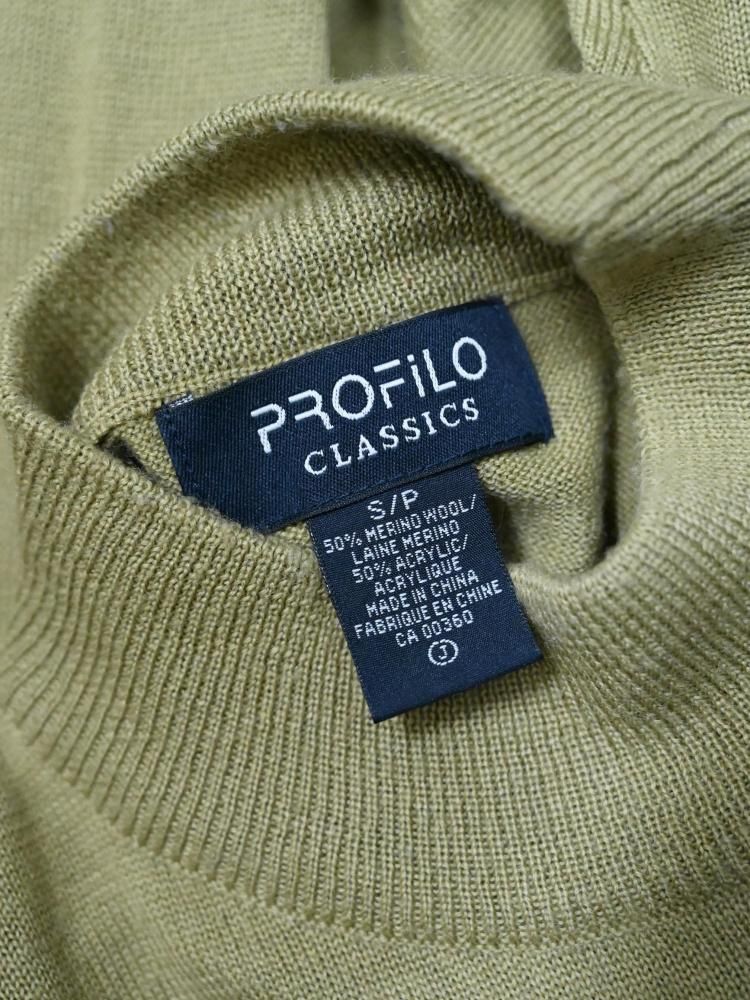 PROFiLO
CLASSICS
S/P
50% MERINO WOOL/
LAINE MERINO
50% ACRYLIC/
ACRYLIQUE
MADE IN CHINA
FABRIQUE EN CHINE
CA 00360
J